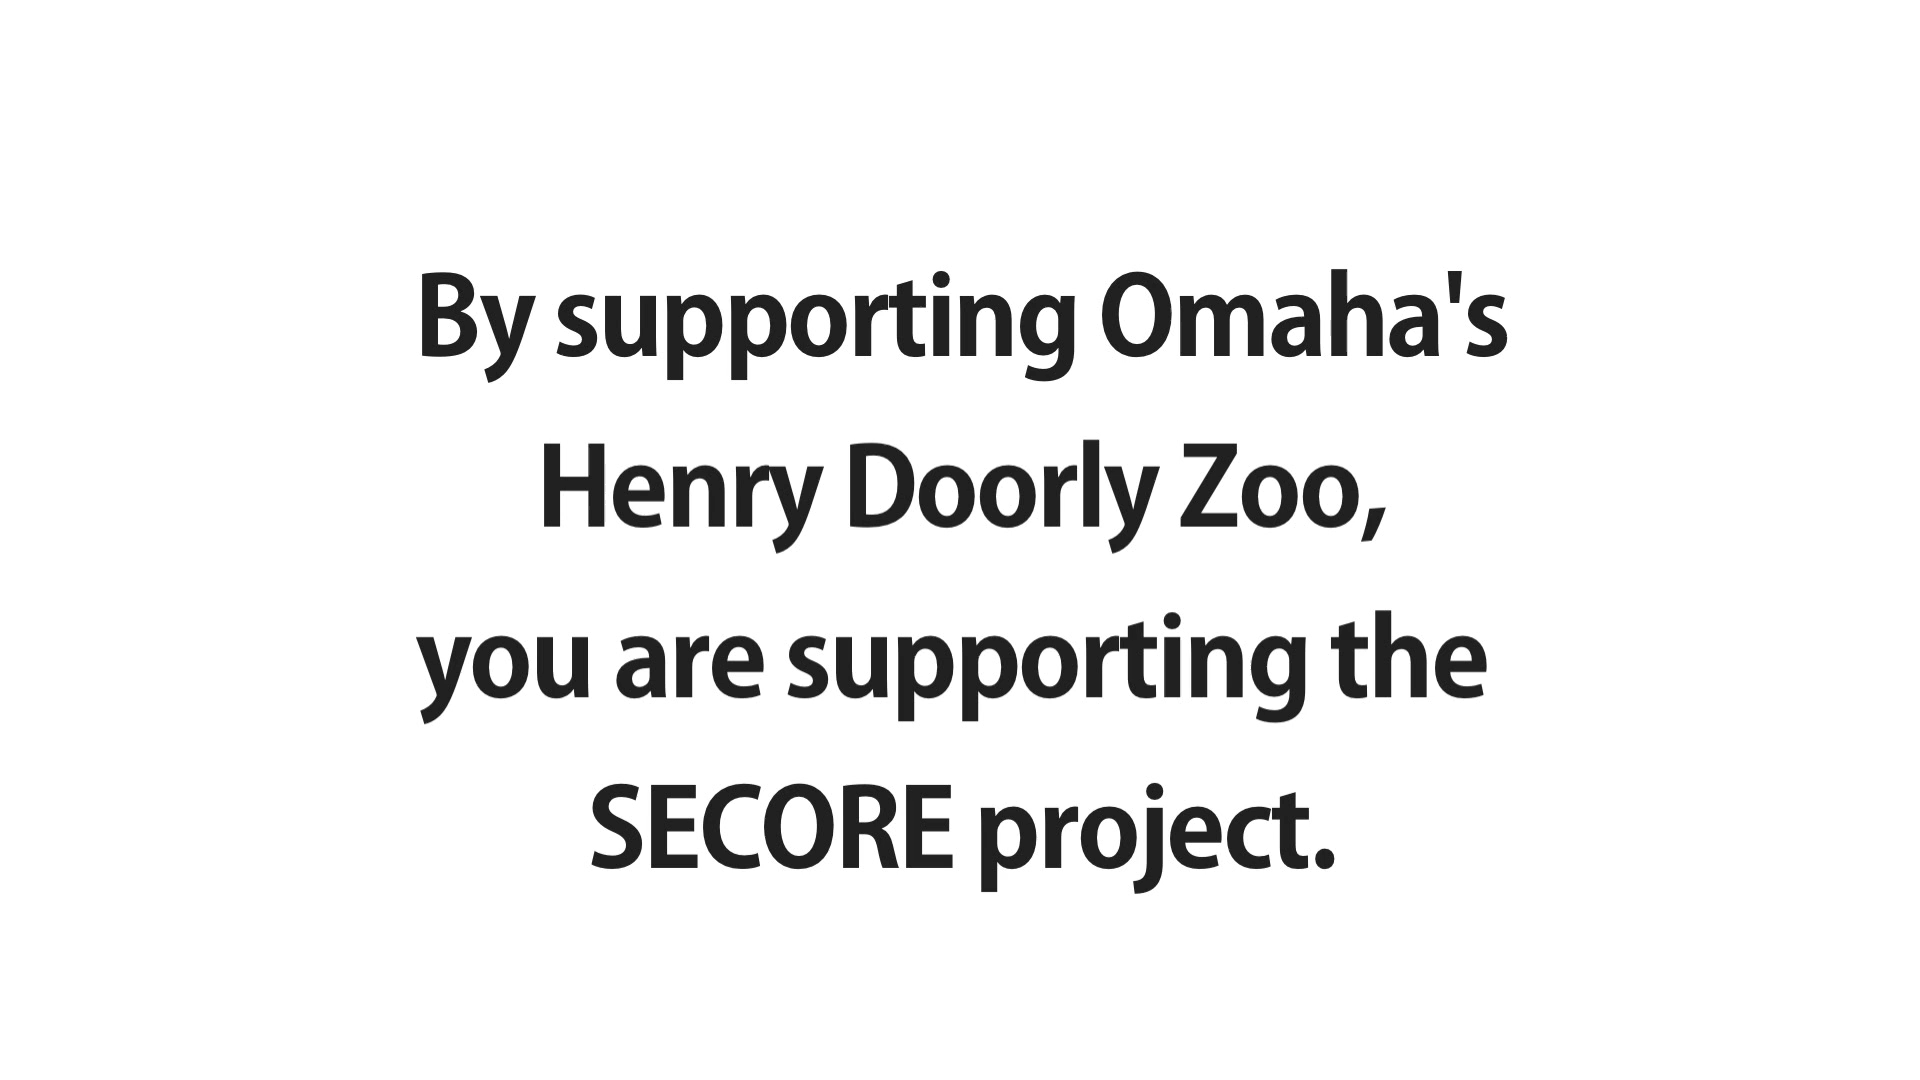 By supporting Omaha's
Henry Doorly Zoo,
you are supporting the
SECORE project.